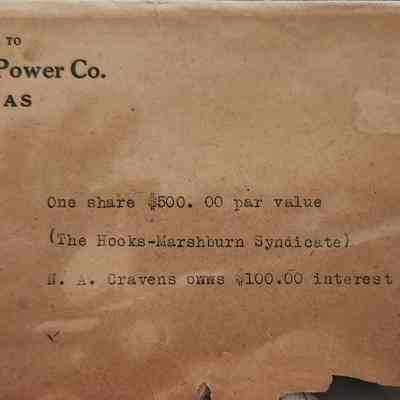 TO
Power Co.
AS
One share $500.00 par value
(The Hooks-Marshburn Syndicate)
N. A. Cravens owns $100.00 interest